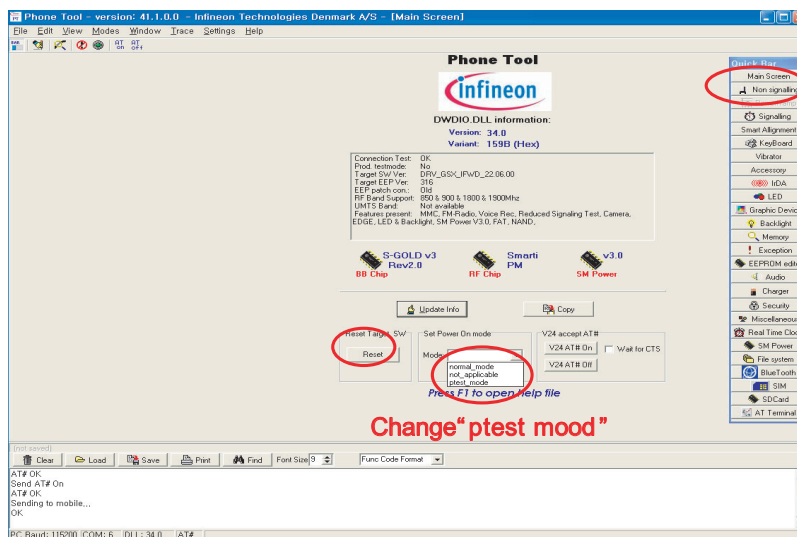 Phone Tool - version: 41.1.0.0 - Infineon Technologies Denmark A/S - [Main Screen]
File Edit View Modes Window Trace Settings Help
BAR AT on AT off
Phone Tool
infineon
DWDIO.DLL information:
Version: 34.0
Variant: 159B (Hex)
Connection Test: OK
Prod. testmode: No
Target SW Ver: DRV_GSX_IFWD_22.06.00
Target EEP Ver: 316
EEP patch con.: Old
RF Band Support: 850 & 900 & 1800 & 1900Mhz
UMTS Band: Not available
Features present: MMC, FM-Radio, Voice Rec, Reduced Signaling Test, Camera,
EDGE, LED & Backlight, SM Power V3.0, FAT, NAND,
S-GOLD v3
Rev2.0
BB Chip
Smarti
PM
RF Chip
v3.0
SM Power
Update Info
Copy
Reset Target SW
Reset
Set Power On mode
Mode
normal_mode
not_applicable
ptest_mode
V24 accept AT#
V24 AT# On
Wait for CTS
V24 AT# Off
Press F1 to open help file
Change“ptest mood”
Quick Bar
Main Screen
Non signalling
Signalling
Smart Allignment
KeyBoard
Vibrator
Accessory
IrDA
LED
Graphic Devic
Backlight
Memory
Exception
EEPROM edit
Audio
Charger
Security
Miscellaneou
Real Time Cloc
SM Power
File system
BlueTooth
SIM
SDCard
AT Terminal
(not saved)
Clear Load Save Print Find Font Size 9 Func Code Format
AT# OK
Send AT# On
AT# OK
Sending to mobile...
OK
PC Baud: 115200 COM: 6 DLL: 34.0 AT#